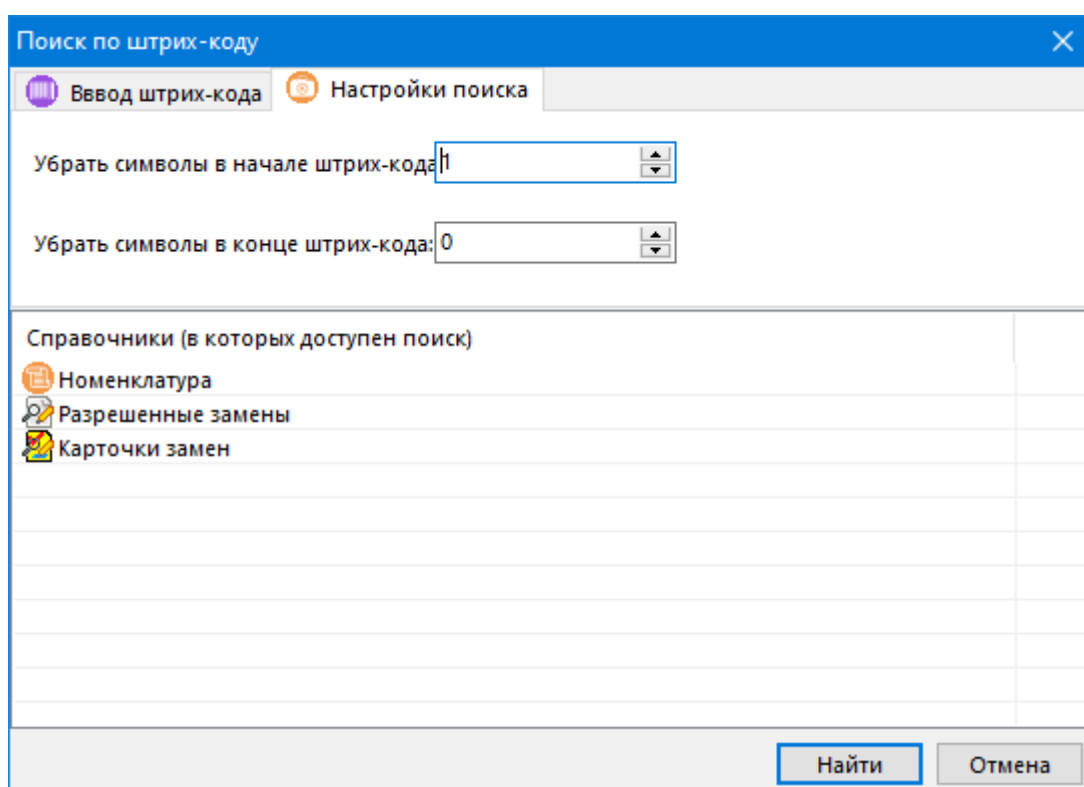 Поиск по штрих-коду
Вввод штрих-кода Настройки поиска
Убрать символы в начале штрих-кода 1
Убрать символы в конце штрих-кода: 0
Справочники (в которых доступен поиск)
Номенклатура
Разрешенные замены
Карточки замен
Найти Отмена